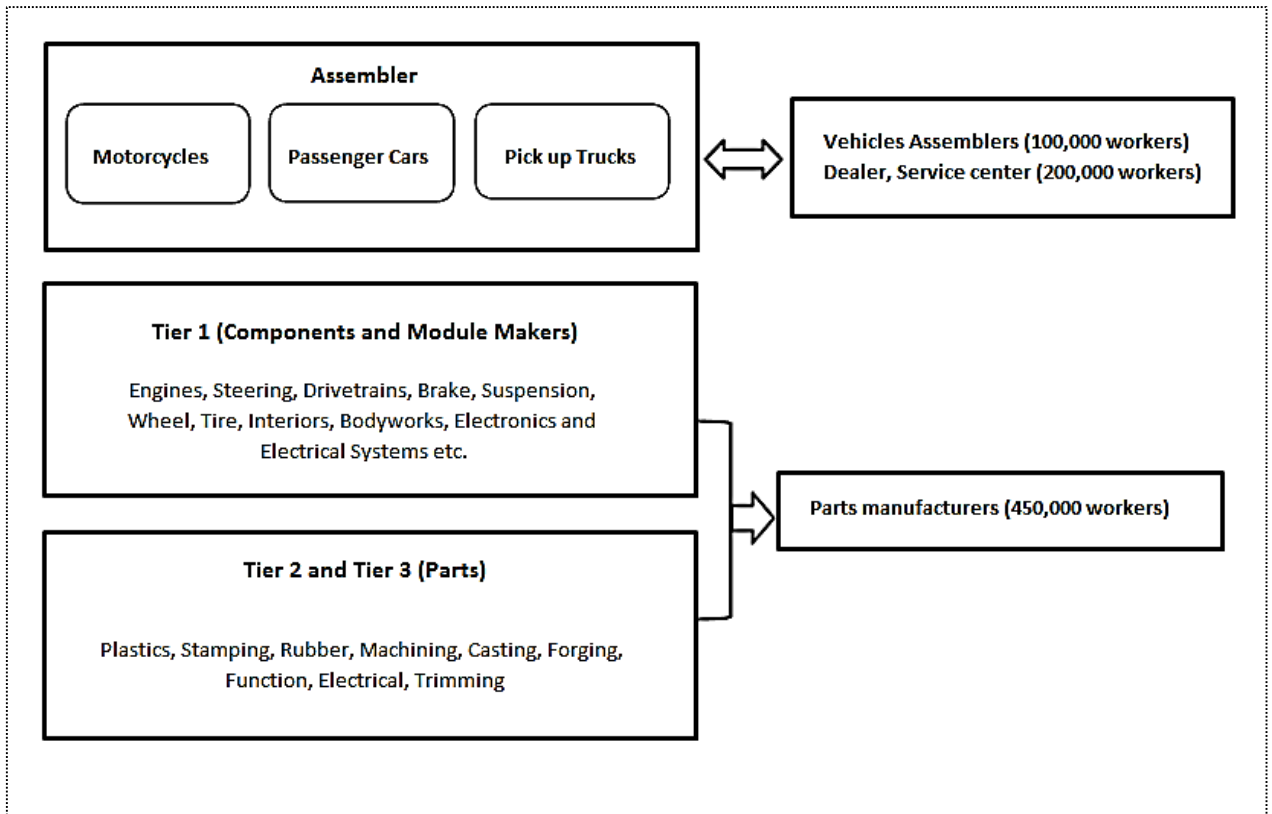 Assembler
Motorcycles
Passenger Cars
Pick up Trucks
Vehicles Assemblers (100,000 workers)
Dealer, Service center (200,000 workers)
Tier 1 (Components and Module Makers)
Engines, Steering, Drivetrains, Brake, Suspension,
Wheel, Tire, Interiors, Bodyworks, Electronics and
Electrical Systems etc.
Parts manufacturers (450,000 workers)
Tier 2 and Tier 3 (Parts)
Plastics, Stamping, Rubber, Machining, Casting, Forging,
Function, Electrical, Trimming